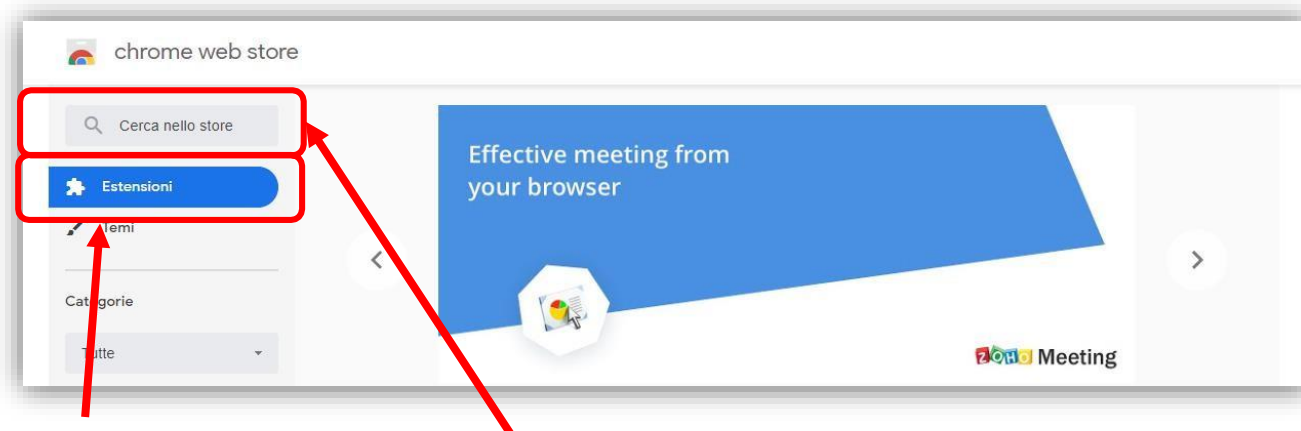 chrome web store
Cerca nello store
Estensioni
Temi
Categorie
Tutte
Effective meeting from
your browser
ZOHO Meeting